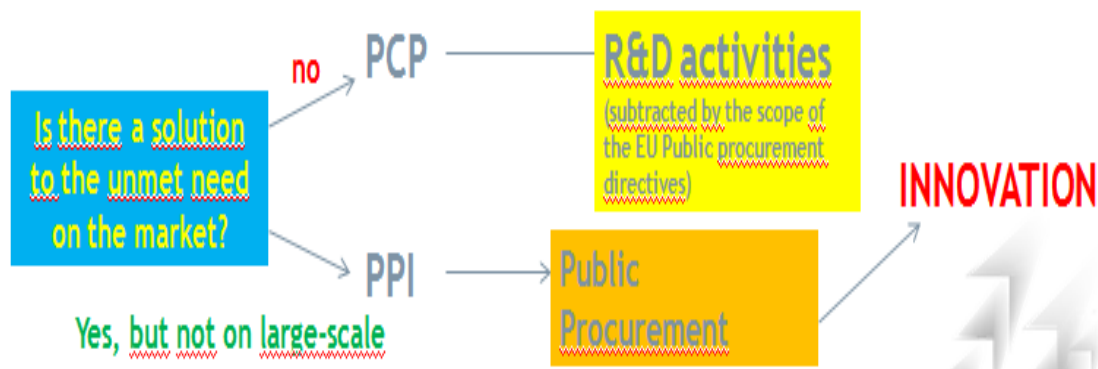 Is there a solution
to the unmet need
on the market?
no
PCP
R&D activities
(subtracted by the scope of
the EU Public procurement
directives)
INNOVATION
PPI
Public
Procurement
Yes, but not on large-scale